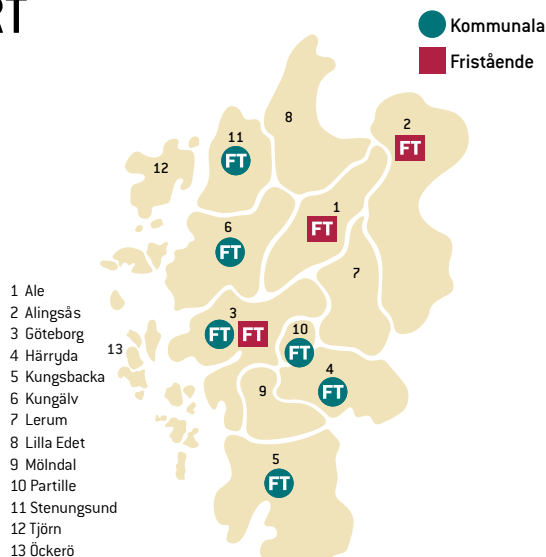 RT
Kommunala
Fristående
8
2
FT
11
FT
12
1
FT
6
FT
7
3
FT FT
10
FT
13
4
FT
9
5
FT
1 Ale
2 Alingsås
3 Göteborg
4 Härryda
5 Kungsbacka
6 Kungälv
7 Lerum
8 Lilla Edet
9 Mölndal
10 Partille
11 Stenungsund
12 Tjörn
13 Öckerö